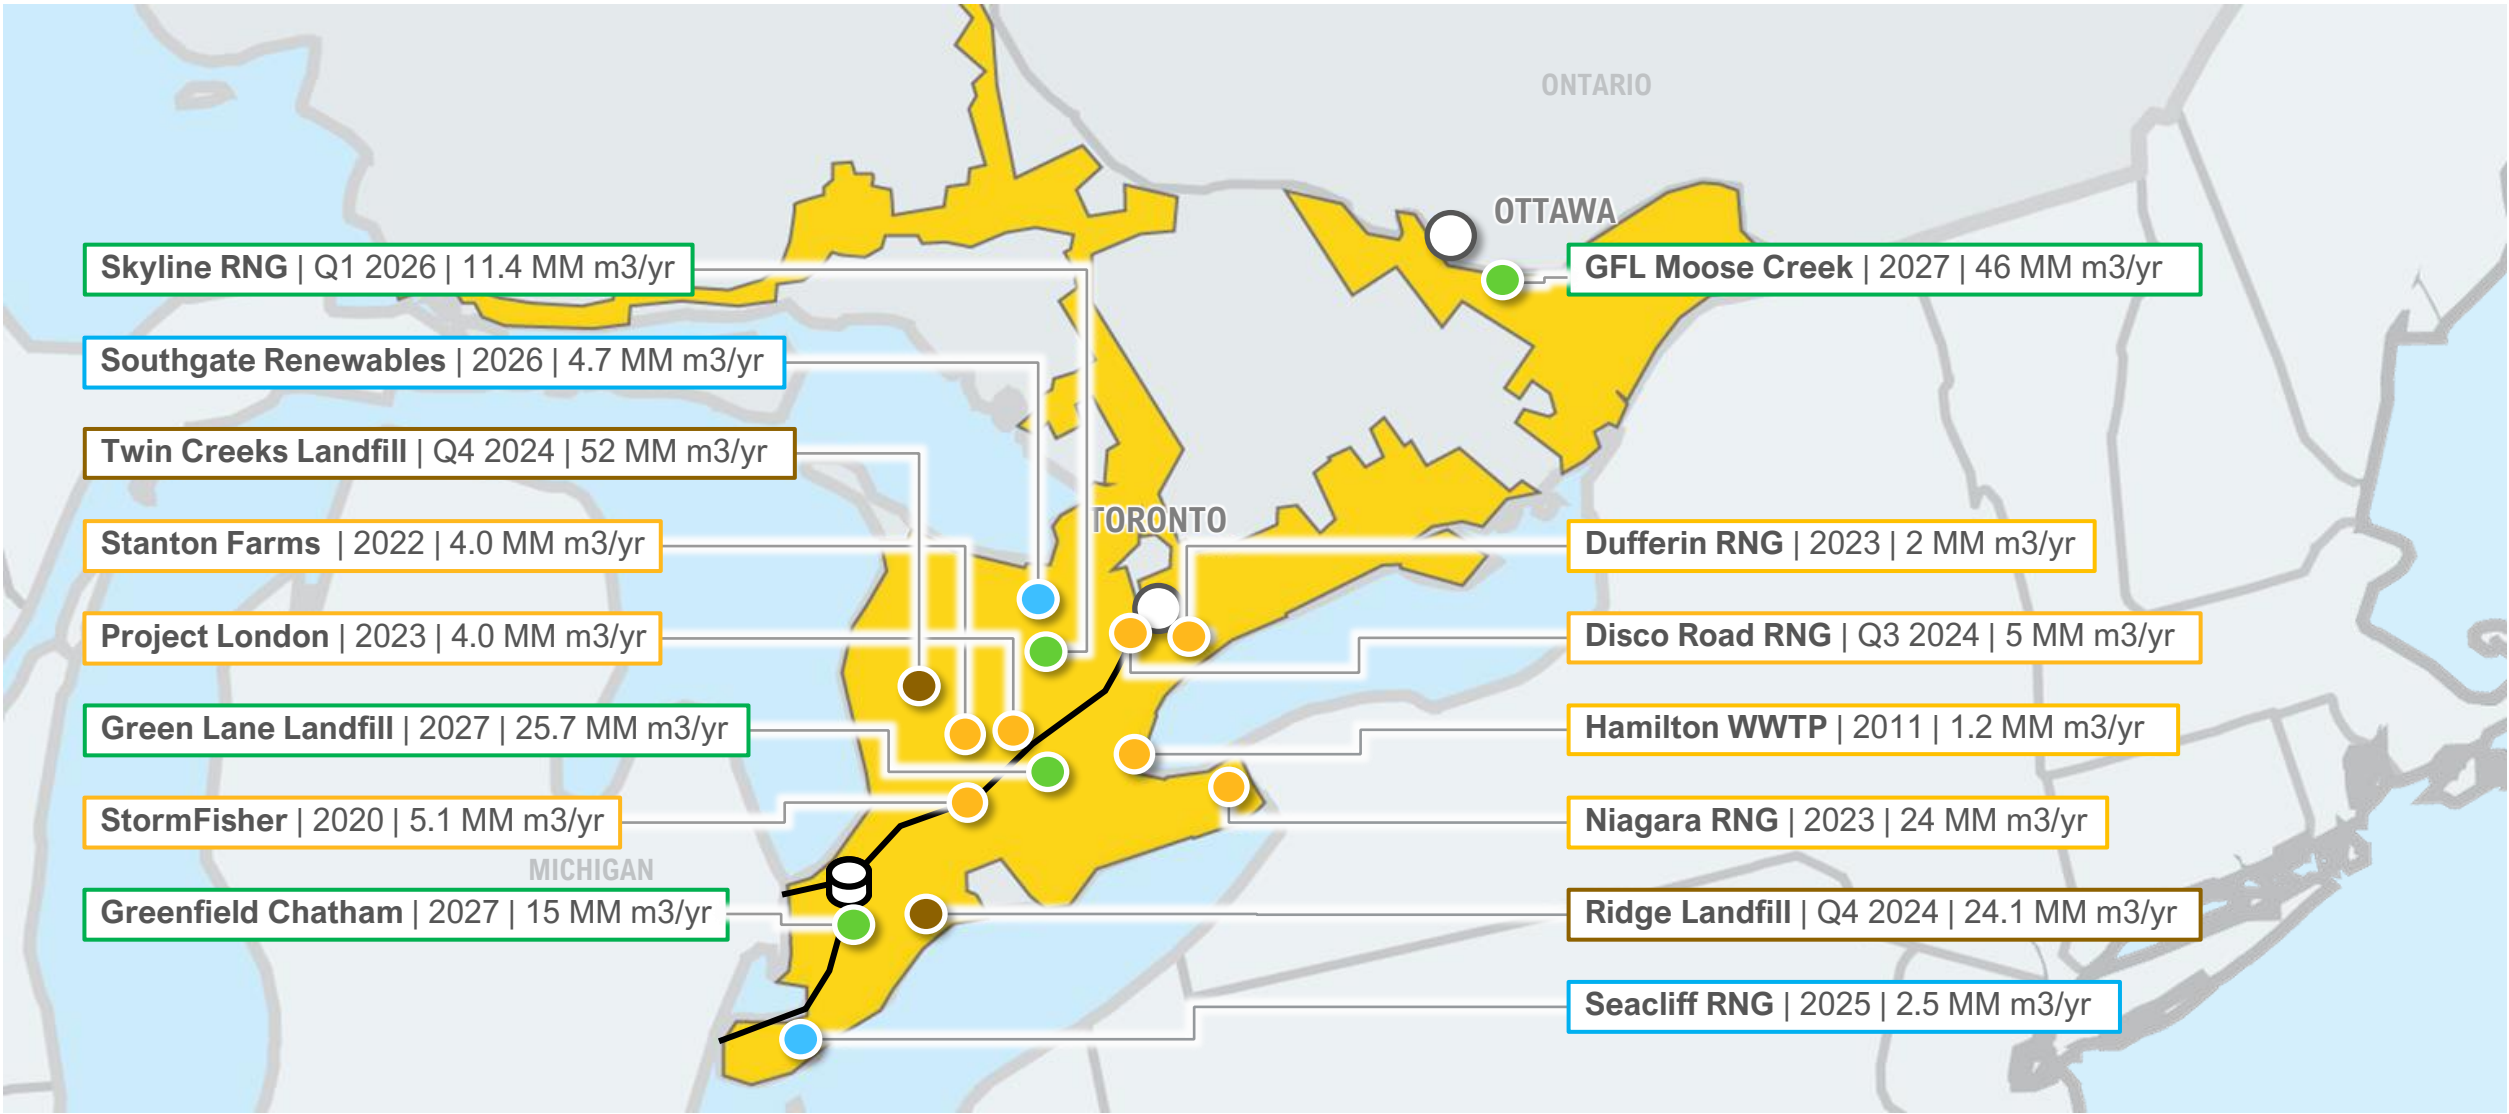 ONTARIO
OTTAWA
Skyline RNG | Q1 2026 | 11.4 MM m3/yr
GFL Moose Creek | 2027 | 46 MM m3/yr
Southgate Renewables | 2026 | 4.7 MM m3/yr
Twin Creeks Landfill | Q4 2024 | 52 MM m3/yr
TORONTO
Stanton Farms | 2022 | 4.0 MM m3/yr
Dufferin RNG | 2023 | 2 MM m3/yr
Project London | 2023 | 4.0 MM m3/yr
Disco Road RNG | Q3 2024 | 5 MM m3/yr
Green Lane Landfill | 2027 | 25.7 MM m3/yr
Hamilton WWTP | 2011 | 1.2 MM m3/yr
StormFisher | 2020 | 5.1 MM m3/yr
Niagara RNG | 2023 | 24 MM m3/yr
MICHIGAN
Greenfield Chatham | 2027 | 15 MM m3/yr
Ridge Landfill | Q4 2024 | 24.1 MM m3/yr
Seacliff RNG | 2025 | 2.5 MM m3/yr